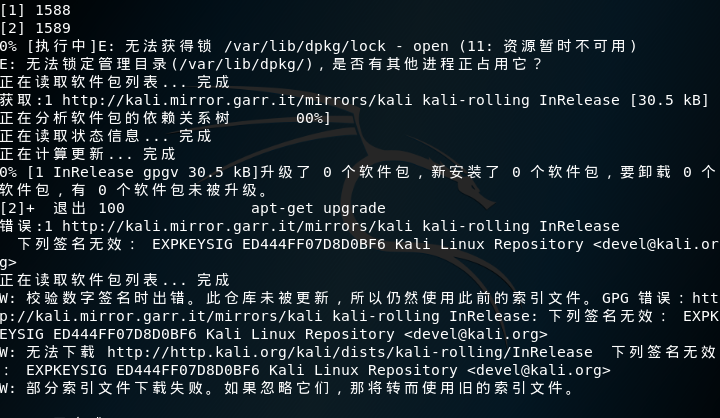 [1] 1588
[2] 1589
0% [执行中]E: 无法获得锁 /var/lib/dpkg/lock - open (11: 资源暂时不可用)
E: 无法锁定管理目录(/var/lib/dpkg/)，是否有其他进程正占用它？
正在读取软件包列表... 完成
获取:1 http://kali.mirror.garr.it/mirrors/kali kali-rolling InRelease [30.5 kB]
正在分析软件包的依赖关系树       00%]
正在读取状态信息... 完成
正在计算更新... 完成
0% [1 InRelease gpgv 30.5 kB]升级了 0 个软件包，新安装了 0 个软件包，要卸载 0 个
软件包，有 0 个软件包未被升级。
[2]+  退出 100              apt-get upgrade
错误:1 http://kali.mirror.garr.it/mirrors/kali kali-rolling InRelease
  下列签名无效： EXPKEYSIG ED444FF07D8D0BF6 Kali Linux Repository <devel@kali.or
g>
正在读取软件包列表... 完成
W: 校验数字签名时出错。此仓库未被更新，所以仍然使用此前的索引文件。GPG 错误：htt
p://kali.mirror.garr.it/mirrors/kali kali-rolling InRelease: 下列签名无效： EXPK
EYSIG ED444FF07D8D0BF6 Kali Linux Repository <devel@kali.org>
W: 无法下载 http://http.kali.org/kali/dists/kali-rolling/InRelease  下列签名无效
： EXPKEYSIG ED444FF07D8D0BF6 Kali Linux Repository <devel@kali.org>
W: 部分索引文件下载失败。如果忽略它们，那将转而使用旧的索引文件。